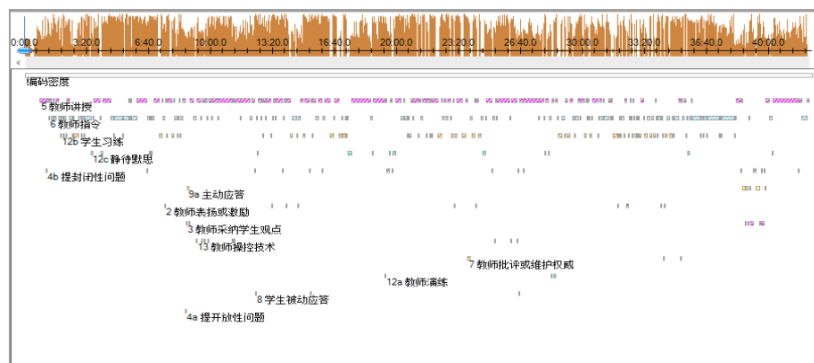 0:00.0 3:20.0 6:40.0 10:00.0 13:20.0 16:40.0 20:00.0 23:20.0 26:40.0 30:00.0 33:20.0 36:40.0 40:00.0
编码密度
5 教师讲授
6 教师指令
12b 学生习练
12c 静待默思
4b 提封闭性问题
9a 主动应答
2 教师表扬或激励
3 教师采纳学生观点
13 教师操控技术
7 教师批评或维护权威
12a 教师演练
8 学生被动应答
4a 提开放性问题